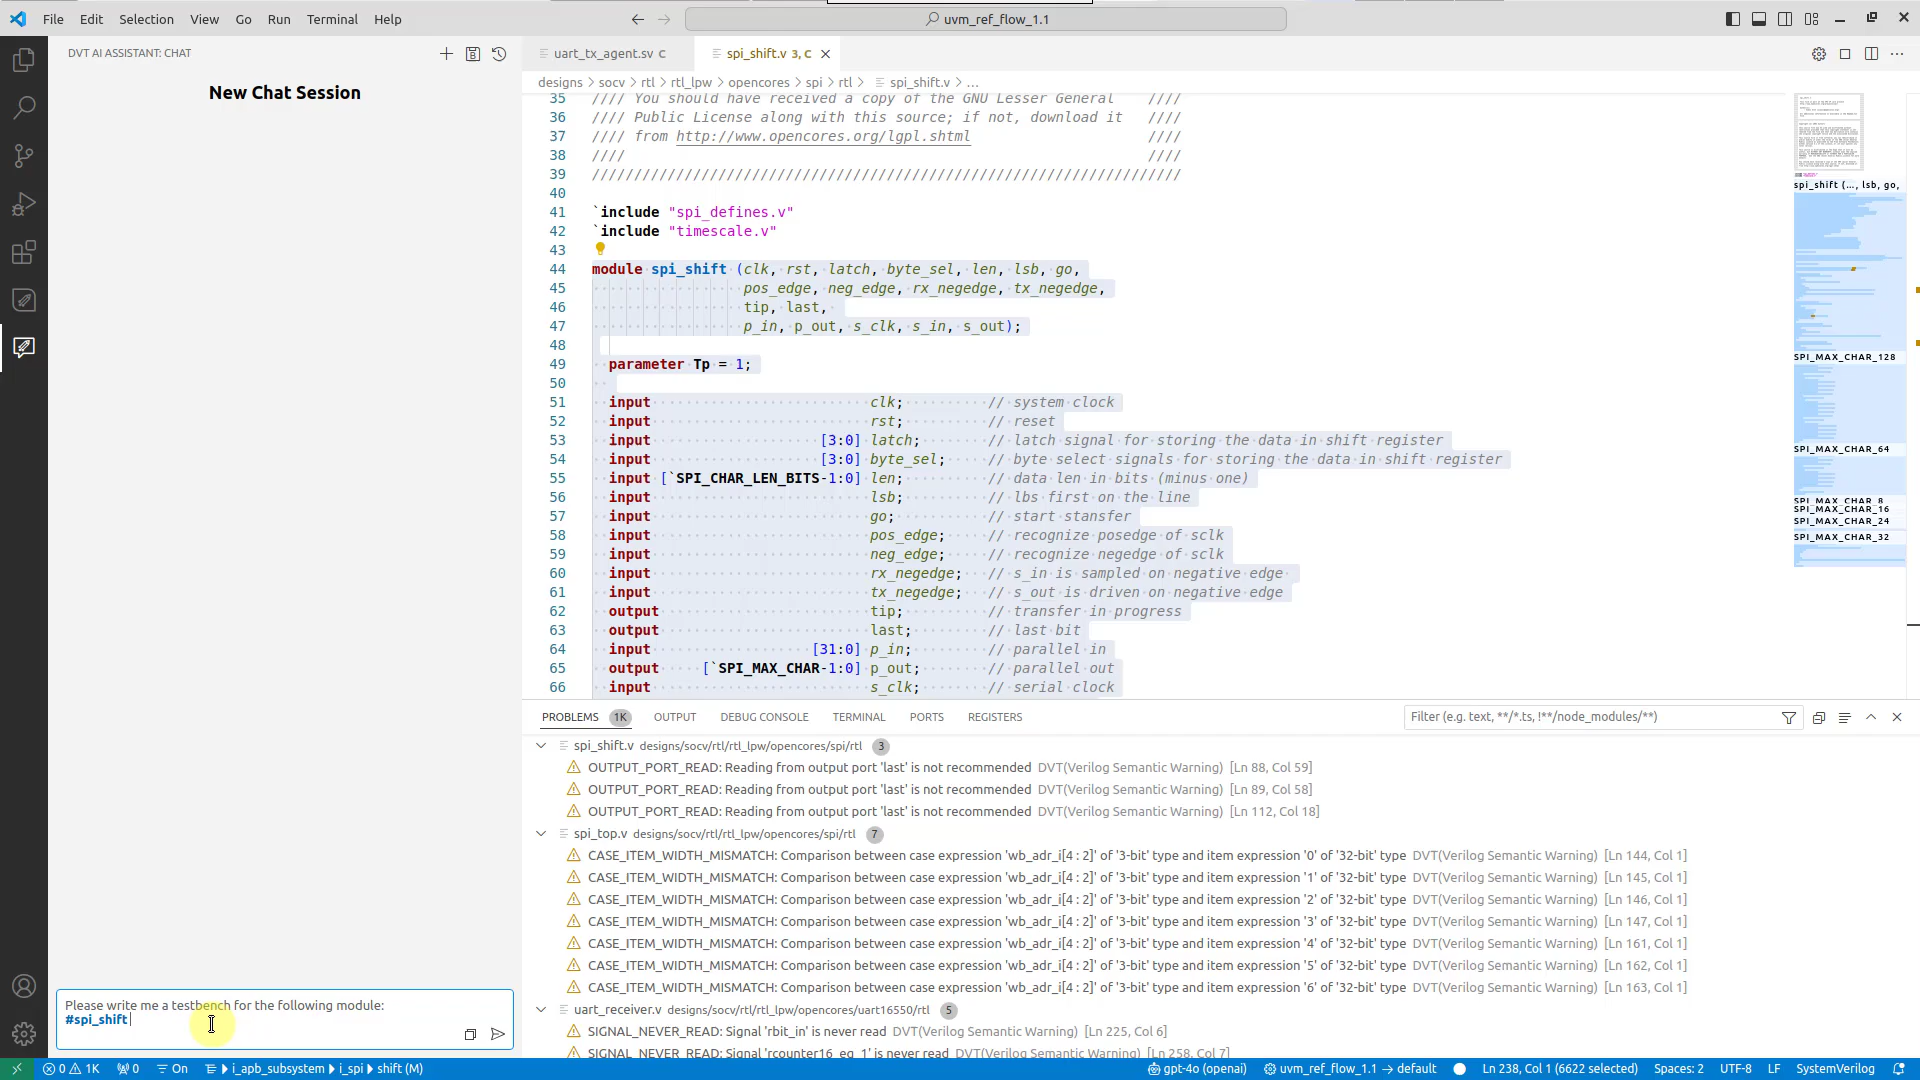 File Edit Selection View Go Run Terminal Help
uvm_ref_flow_1.1
DVT AI ASSISTANT: CHAT
New Chat Session
uart_tx_agent.sv C
spi_shift.v 3, C
designs > socv > rtl > rtl_lpw > opencores > spi > rtl > spi_shift.v > ...
35 //// You should have received a copy of the GNU Lesser General ////
36 //// Public License along with this source; if not, download it ////
37 //// from http://www.opencores.org/lgpl.shtml ////
38 //// ////
39 //////////////////////////////////////////////////////////////////////
40
41 `include "spi_defines.v"
42 `include "timescale.v"
43
44 module spi_shift (clk, rst, latch, byte_sel, len, lsb, go,
45 pos_edge, neg_edge, rx_negedge, tx_negedge,
46 tip, last,
47 p_in, p_out, s_clk, s_in, s_out);
48
49 parameter Tp = 1;
50
51 input clk; // system clock
52 input rst; // reset
53 input [3:0] latch; // latch signal for storing the data in shift register
54 input [3:0] byte_sel; // byte select signals for storing the data in shift register
55 input [`SPI_CHAR_LEN_BITS-1:0] len; // data len in bits (minus one)
56 input lsb; // lbs first on the line
57 input go; // start stansfer
58 input pos_edge; // recognize posedge of sclk
59 input neg_edge; // recognize negedge of sclk
60 input rx_negedge; // s_in is sampled on negative edge
61 input tx_negedge; // s_out is driven on negative edge
62 output tip; // transfer in progress
63 output last; // last bit
64 input [31:0] p_in; // parallel in
65 output [`SPI_MAX_CHAR-1:0] p_out; // parallel out
66 input s_clk; // serial clock
spi_shift (..., lsb, go,
SPI_MAX_CHAR_128
SPI_MAX_CHAR_64
SPI_MAX_CHAR_8
SPI_MAX_CHAR_16
SPI_MAX_CHAR_24
SPI_MAX_CHAR_32
PROBLEMS 1K OUTPUT DEBUG CONSOLE TERMINAL PORTS REGISTERS
Filter (e.g. text, **/*.ts, !**/node_modules/**)
spi_shift.v designs/socv/rtl/rtl_lpw/opencores/spi/rtl 3
OUTPUT_PORT_READ: Reading from output port 'last' is not recommended DVT(Verilog Semantic Warning) [Ln 88, Col 59]
OUTPUT_PORT_READ: Reading from output port 'last' is not recommended DVT(Verilog Semantic Warning) [Ln 89, Col 58]
OUTPUT_PORT_READ: Reading from output port 'last' is not recommended DVT(Verilog Semantic Warning) [Ln 112, Col 18]
spi_top.v designs/socv/rtl/rtl_lpw/opencores/spi/rtl 7
CASE_ITEM_WIDTH_MISMATCH: Comparison between case expression 'wb_adr_i[4 : 2]' of '3-bit' type and item expression '0' of '32-bit' type DVT(Verilog Semantic Warning) [Ln 144, Col 1]
CASE_ITEM_WIDTH_MISMATCH: Comparison between case expression 'wb_adr_i[4 : 2]' of '3-bit' type and item expression '1' of '32-bit' type DVT(Verilog Semantic Warning) [Ln 145, Col 1]
CASE_ITEM_WIDTH_MISMATCH: Comparison between case expression 'wb_adr_i[4 : 2]' of '3-bit' type and item expression '2' of '32-bit' type DVT(Verilog Semantic Warning) [Ln 146, Col 1]
CASE_ITEM_WIDTH_MISMATCH: Comparison between case expression 'wb_adr_i[4 : 2]' of '3-bit' type and item expression '3' of '32-bit' type DVT(Verilog Semantic Warning) [Ln 147, Col 1]
CASE_ITEM_WIDTH_MISMATCH: Comparison between case expression 'wb_adr_i[4 : 2]' of '3-bit' type and item expression '4' of '32-bit' type DVT(Verilog Semantic Warning) [Ln 161, Col 1]
CASE_ITEM_WIDTH_MISMATCH: Comparison between case expression 'wb_adr_i[4 : 2]' of '3-bit' type and item expression '5' of '32-bit' type DVT(Verilog Semantic Warning) [Ln 162, Col 1]
CASE_ITEM_WIDTH_MISMATCH: Comparison between case expression 'wb_adr_i[4 : 2]' of '3-bit' type and item expression '6' of '32-bit' type DVT(Verilog Semantic Warning) [Ln 163, Col 1]
uart_receiver.v designs/socv/rtl/rtl_lpw/opencores/uart16550/rtl 5
SIGNAL_NEVER_READ: Signal 'rbit_in' is never read DVT(Verilog Semantic Warning) [Ln 225, Col 6]
SIGNAL_NEVER_READ: Signal 'rcounter16_eq_1' is never read DVT(Verilog Semantic Warning) [Ln 258, Col 7]
Please write me a testbench for the following module:
#spi_shift
0 1K 0 On i_apb_subsystem i_spi shift (M) gpt-4o (openai) uvm_ref_flow_1.1 → default Ln 238, Col 1 (6622 selected) Spaces: 2 UTF-8 LF SystemVerilog